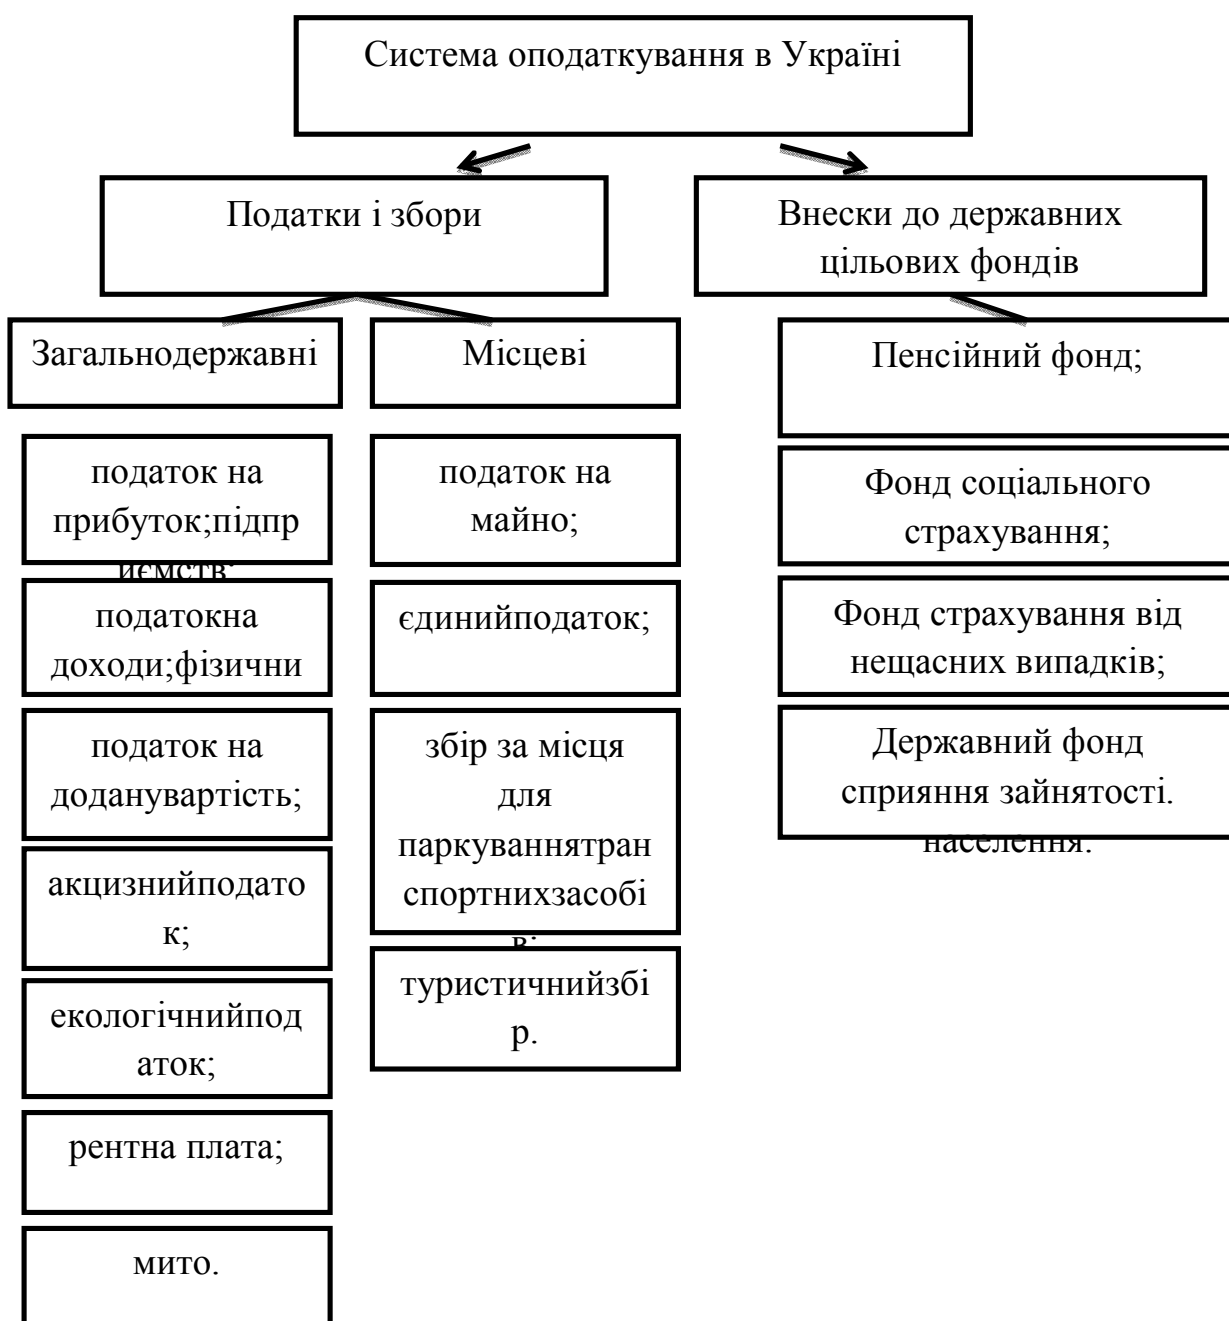 Система оподаткування в Україні
Податки і збори
Внески до державних
цільових фондів
Загальнодержавні
Місцеві
Пенсійний фонд;
податок на
прибуток;підпр
иємств;
податокна
доходи;фізични
податок на
доданувартість;
акцизнийподато
к;
екологічнийпод
аток;
рентна плата;
мито.
податок на
майно;
єдинийподаток;
збір за місця
для
паркуваннятран
спортнихзасобі
в;
туристичнийзбі
р.
Фонд соціального
страхування;
Фонд страхування від
нещасних випадків;
Державний фонд
сприяння зайнятості.
населення.